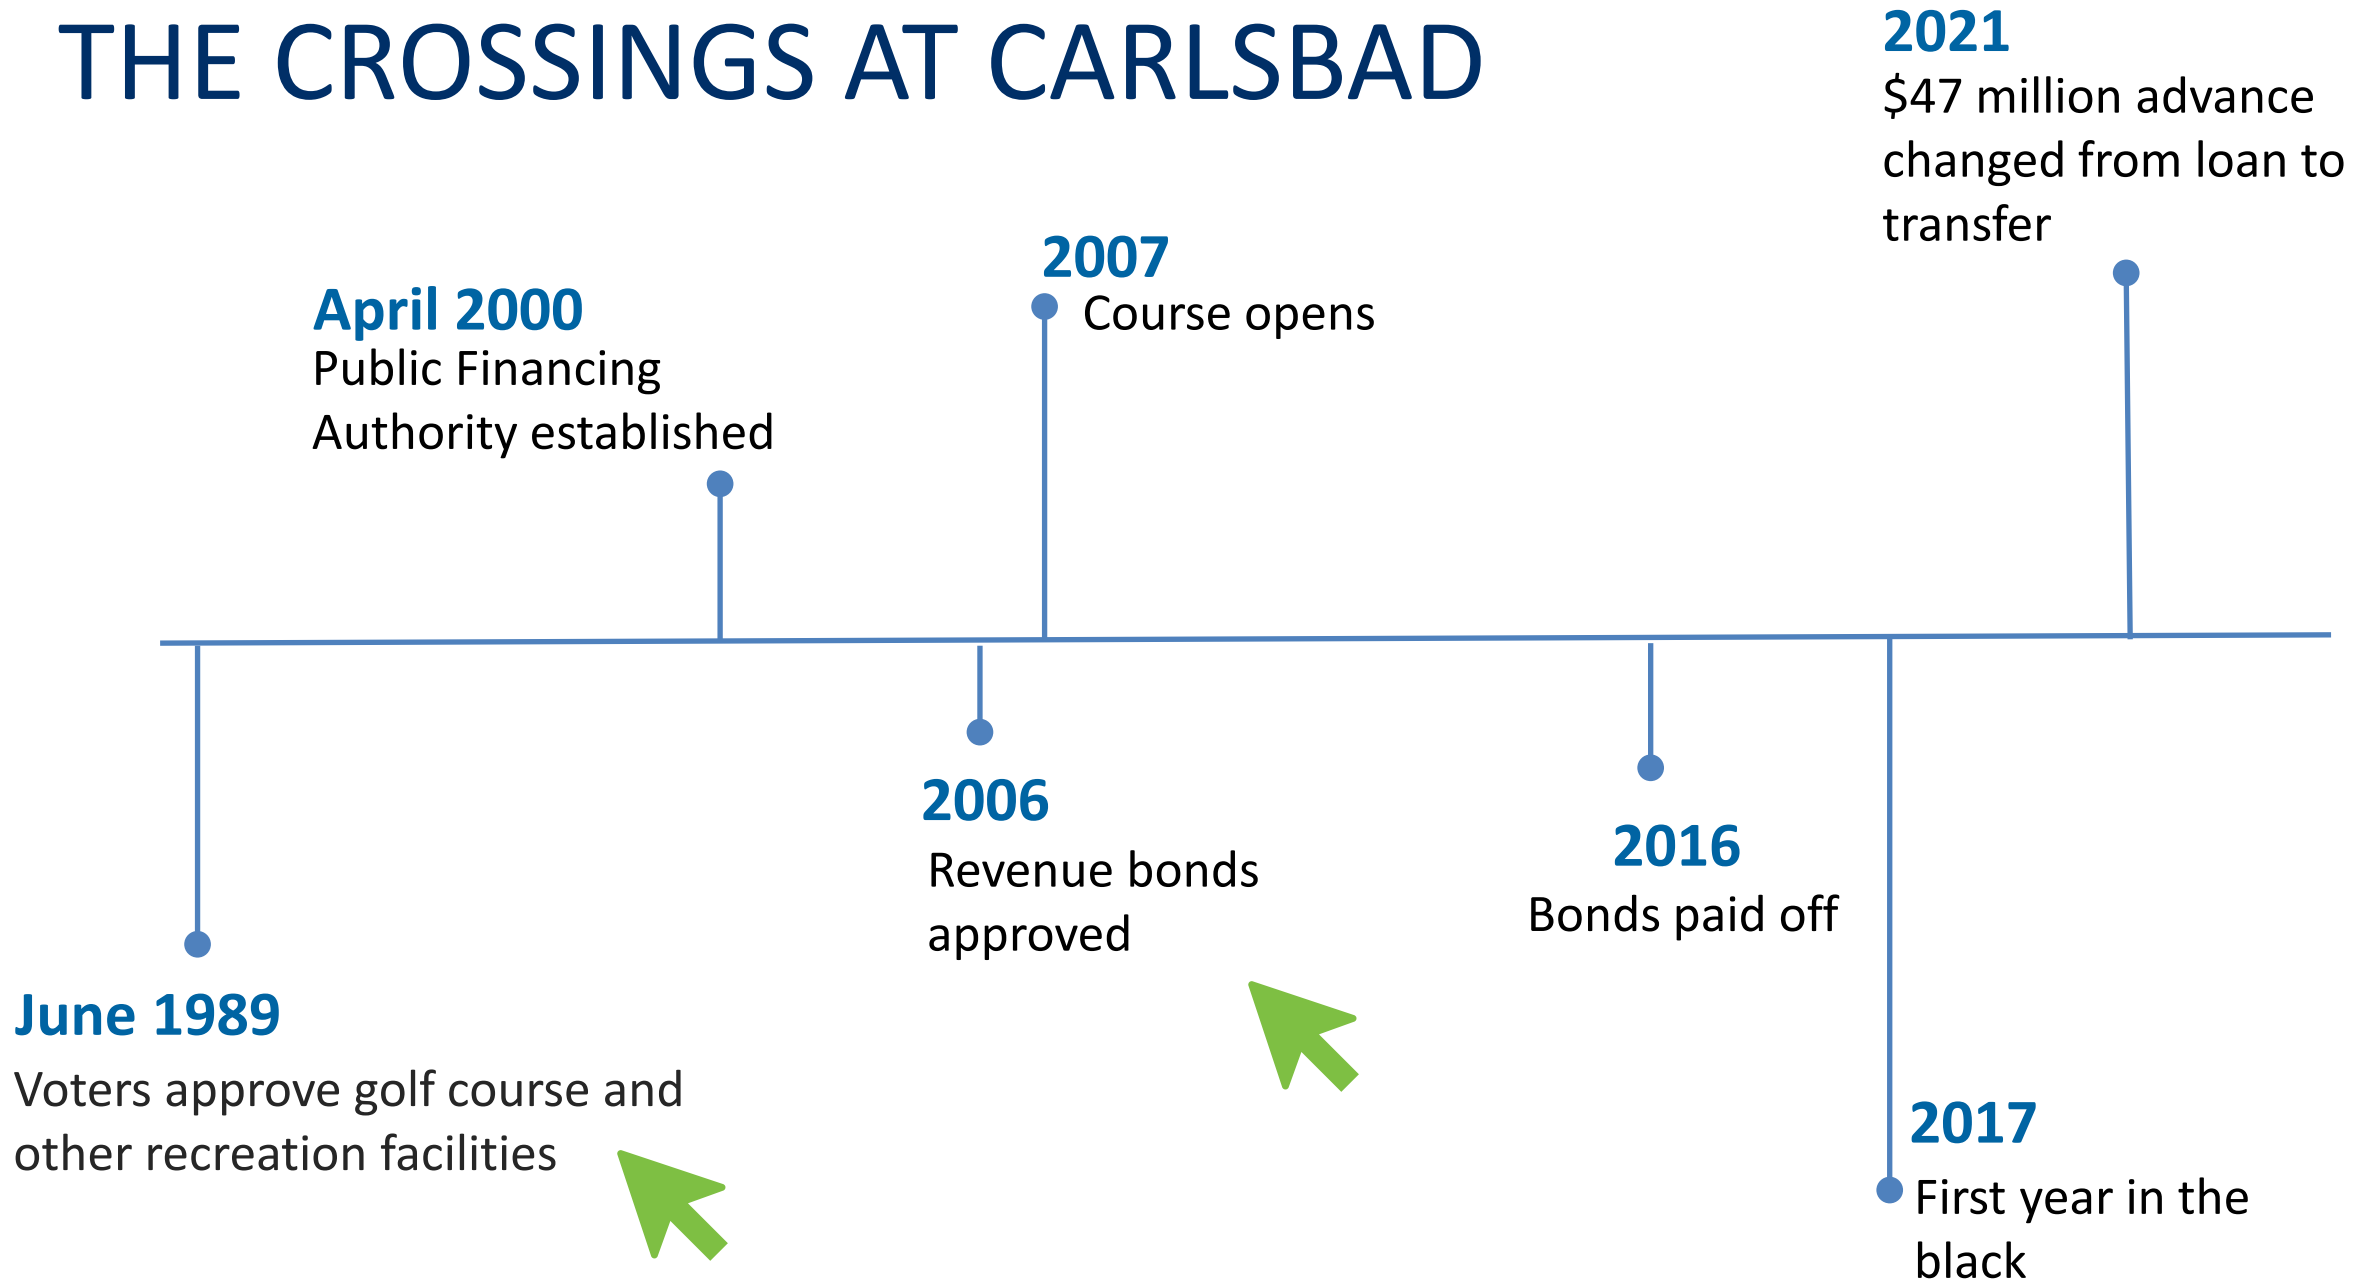 THE CROSSINGS AT CARLSBAD
June 1989
Voters approve golf course and
other recreation facilities
April 2000
Public Financing
Authority established
2006
Revenue bonds
approved
2007
Course opens
2016
Bonds paid off
2017
First year in the
black
2021
$47 million advance
changed from loan to
transfer